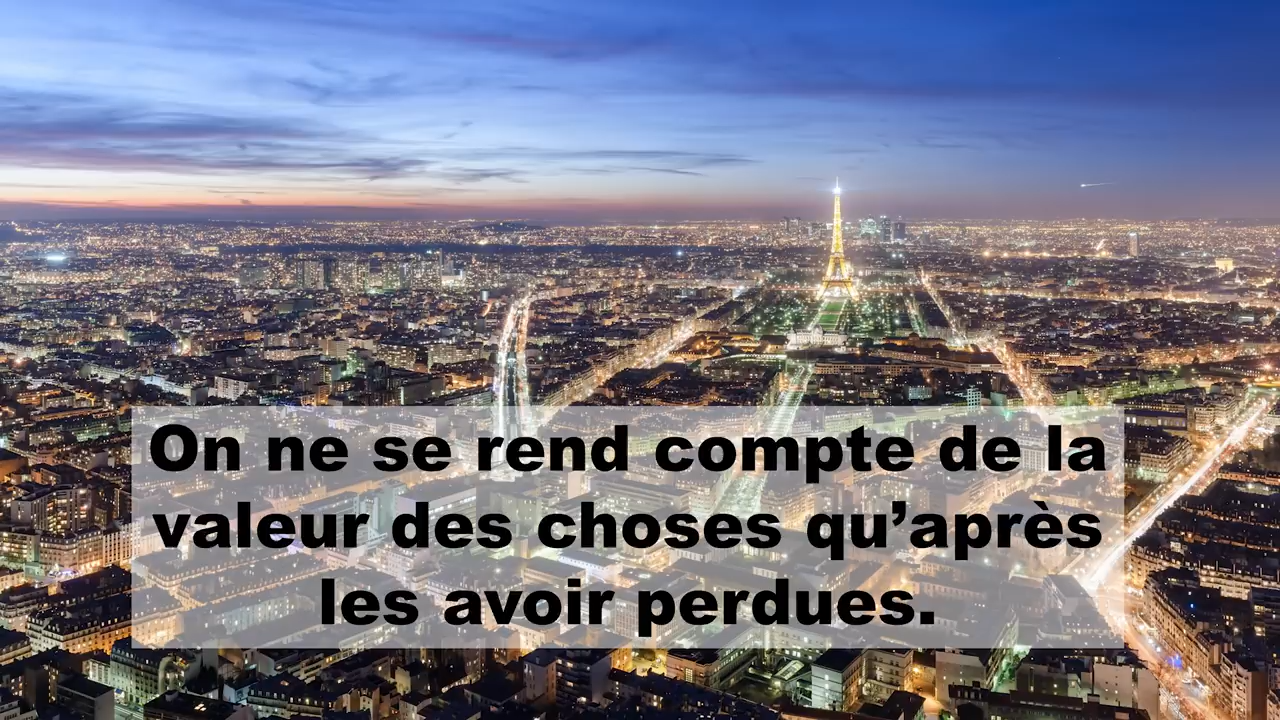 On ne se rend compte de la
valeur des choses qu’après
les avoir perdues.